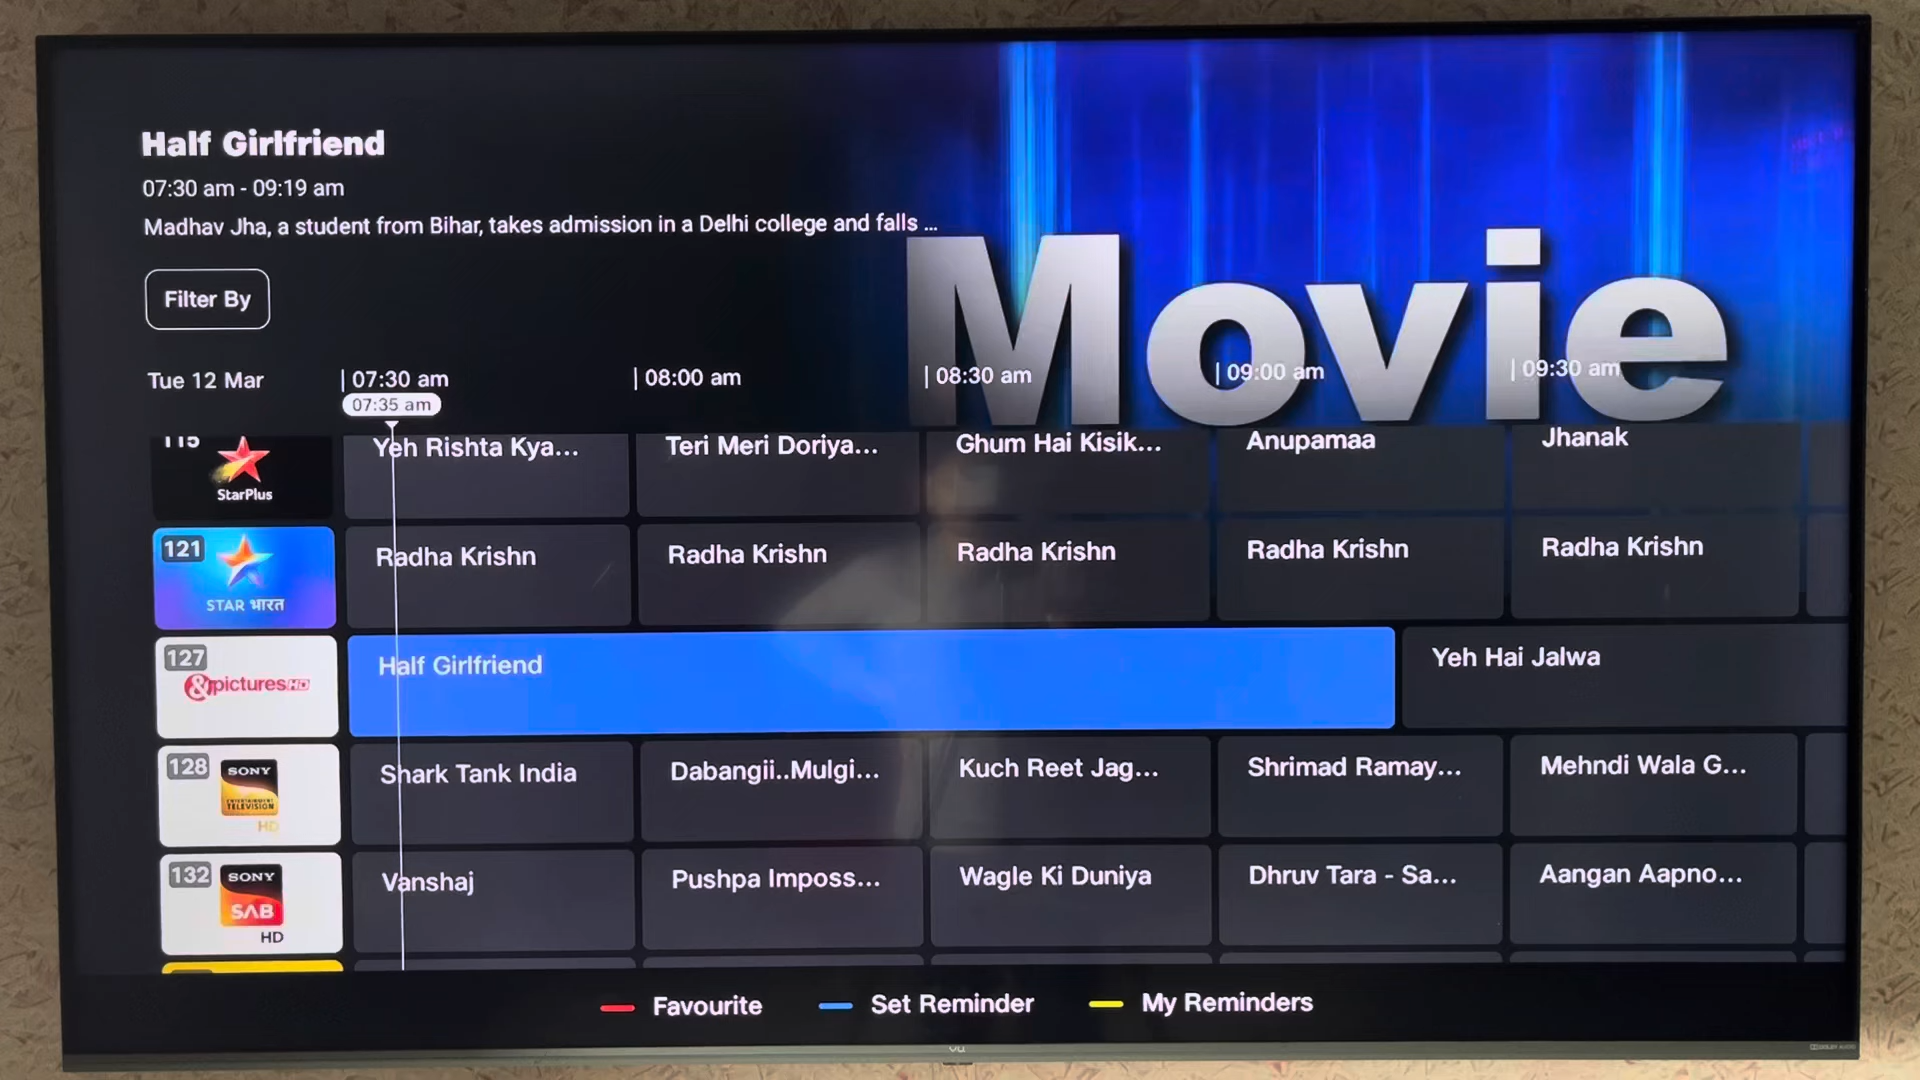 Half Girlfriend
07:30 am - 09:19 am
Madhav Jha, a student from Bihar, takes admission in a Delhi college and falls ...
Movie
Filter By
Tue 12 Mar
07:30 am
08:00 am
08:30 am
09:00 am
09:30 am
07:35 am
115
StarPlus
Yeh Rishta Kya...
Teri Meri Doriya...
Ghum Hai Kisik...
Anupamaa
Jhanak
121
STAR भारत
Radha Krishn
Radha Krishn
Radha Krishn
Radha Krishn
Radha Krishn
127
&pictures HD
Half Girlfriend
Yeh Hai Jalwa
128
SONY
ENTERTAINMENT
TELEVISION
HD
Shark Tank India
Dabangii..Mulgi...
Kuch Reet Jag...
Shrimad Ramay...
Mehndi Wala G...
132
SONY
SAB
HD
Vanshaj
Pushpa Imposs...
Wagle Ki Duniya
Dhruv Tara - Sa...
Aangan Aapno...
Favourite
Set Reminder
My Reminders
Vu